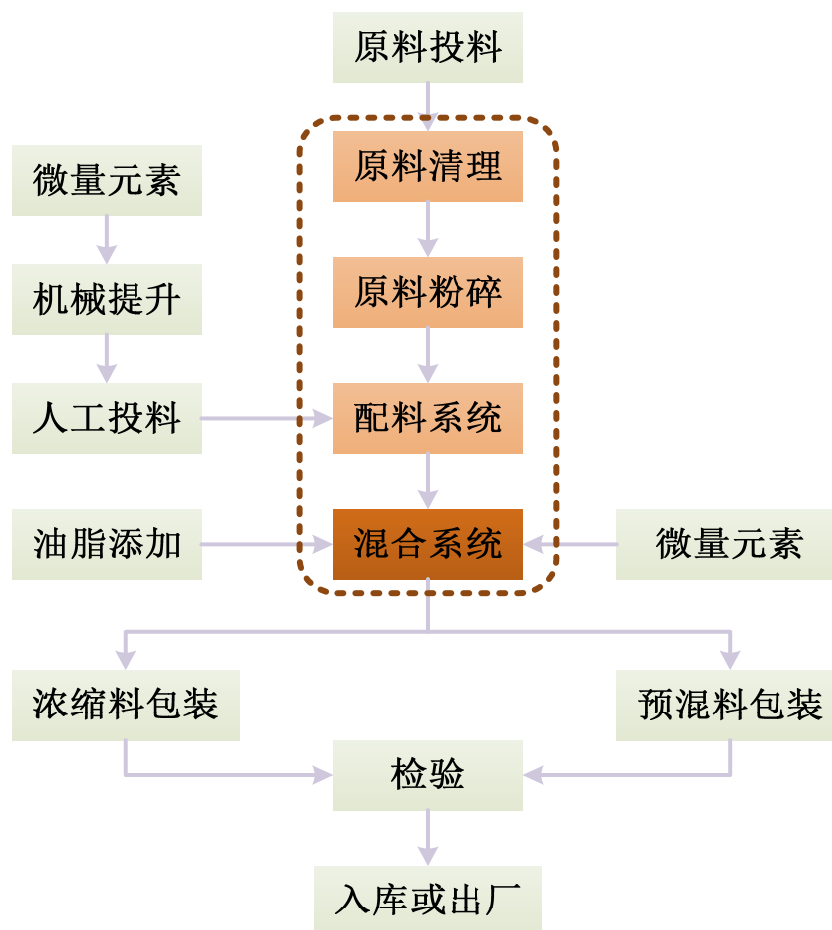 原料投料
原料清理
微量元素
原料粉碎
机械提升
配料系统
人工投料
混合系统
油脂添加
微量元素
浓缩料包装
预混料包装
检验
入库或出厂